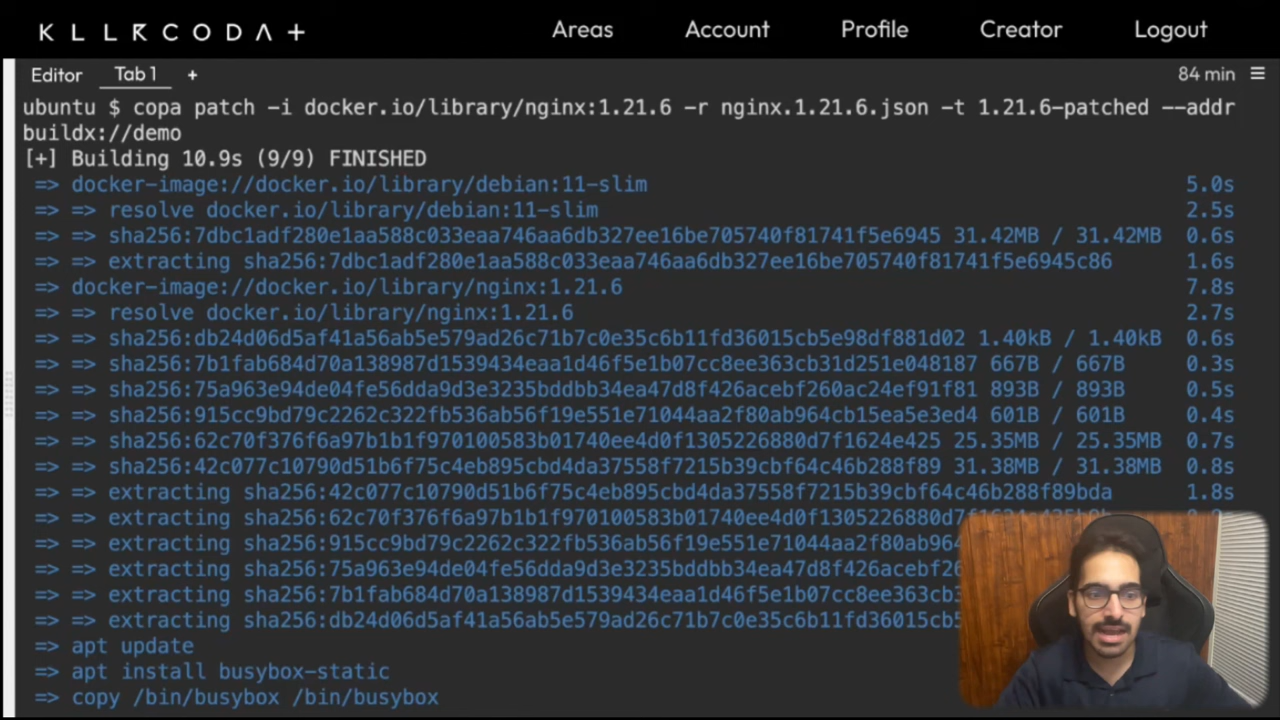 KLLRCODA+ Areas Account Profile Creator Logout
Editor Tab 1 + 84 min
ubuntu $ copa patch -i docker.io/library/nginx:1.21.6 -r nginx.1.21.6.json -t 1.21.6-patched --addr
buildx://demo
[+] Building 10.9s (9/9) FINISHED
=> docker-image://docker.io/library/debian:11-slim 5.0s
=> => resolve docker.io/library/debian:11-slim 2.5s
=> => sha256:7dbc1adf280e1aa588c033eaa746aa6db327ee16be705740f81741f5e6945 31.42MB / 31.42MB 0.6s
=> => extracting sha256:7dbc1adf280e1aa588c033eaa746aa6db327ee16be705740f81741f5e6945c86 1.6s
=> docker-image://docker.io/library/nginx:1.21.6 7.8s
=> => resolve docker.io/library/nginx:1.21.6 2.7s
=> => sha256:db24d06d5af41a56ab5e579ad26c71b7c0e35c6b11fd36015cb5e98df881d02 1.40kB / 1.40kB 0.6s
=> => sha256:7b1fab684d70a138987d1539434eaa1d46f5e1b07cc8ee363cb31d251e048187 667B / 667B 0.3s
=> => sha256:75a963e94de04fe56dda9d3e3235bddbb34ea47d8f426acebf260ac24ef91f81 893B / 893B 0.5s
=> => sha256:915cc9bd79c2262c322fb536ab56f19e551e71044aa2f80ab964cb15ea5e3ed4 601B / 601B 0.4s
=> => sha256:62c70f376f6a97b1b1f970100583b01740ee4d0f1305226880d7f1624e425 25.35MB / 25.35MB 0.7s
=> => sha256:42c077c10790d51b6f75c4eb895cbd4da37558f7215b39cbf64c46b288f89 31.38MB / 31.38MB 0.8s
=> => extracting sha256:42c077c10790d51b6f75c4eb895cbd4da37558f7215b39cbf64c46b288f89bda 1.8s
=> => extracting sha256:62c70f376f6a97b1b1f970100583b01740ee4d0f1305226880d7
=> => extracting sha256:915cc9bd79c2262c322fb536ab56f19e551e71044aa2f80ab964
=> => extracting sha256:75a963e94de04fe56dda9d3e3235bddbb34ea47d8f426acebf26
=> => extracting sha256:7b1fab684d70a138987d1539434eaa1d46f5e1b07cc8ee363cb3
=> => extracting sha256:db24d06d5af41a56ab5e579ad26c71b7c0e35c6b11fd36015cb5
=> apt update
=> apt install busybox-static
=> copy /bin/busybox /bin/busybox